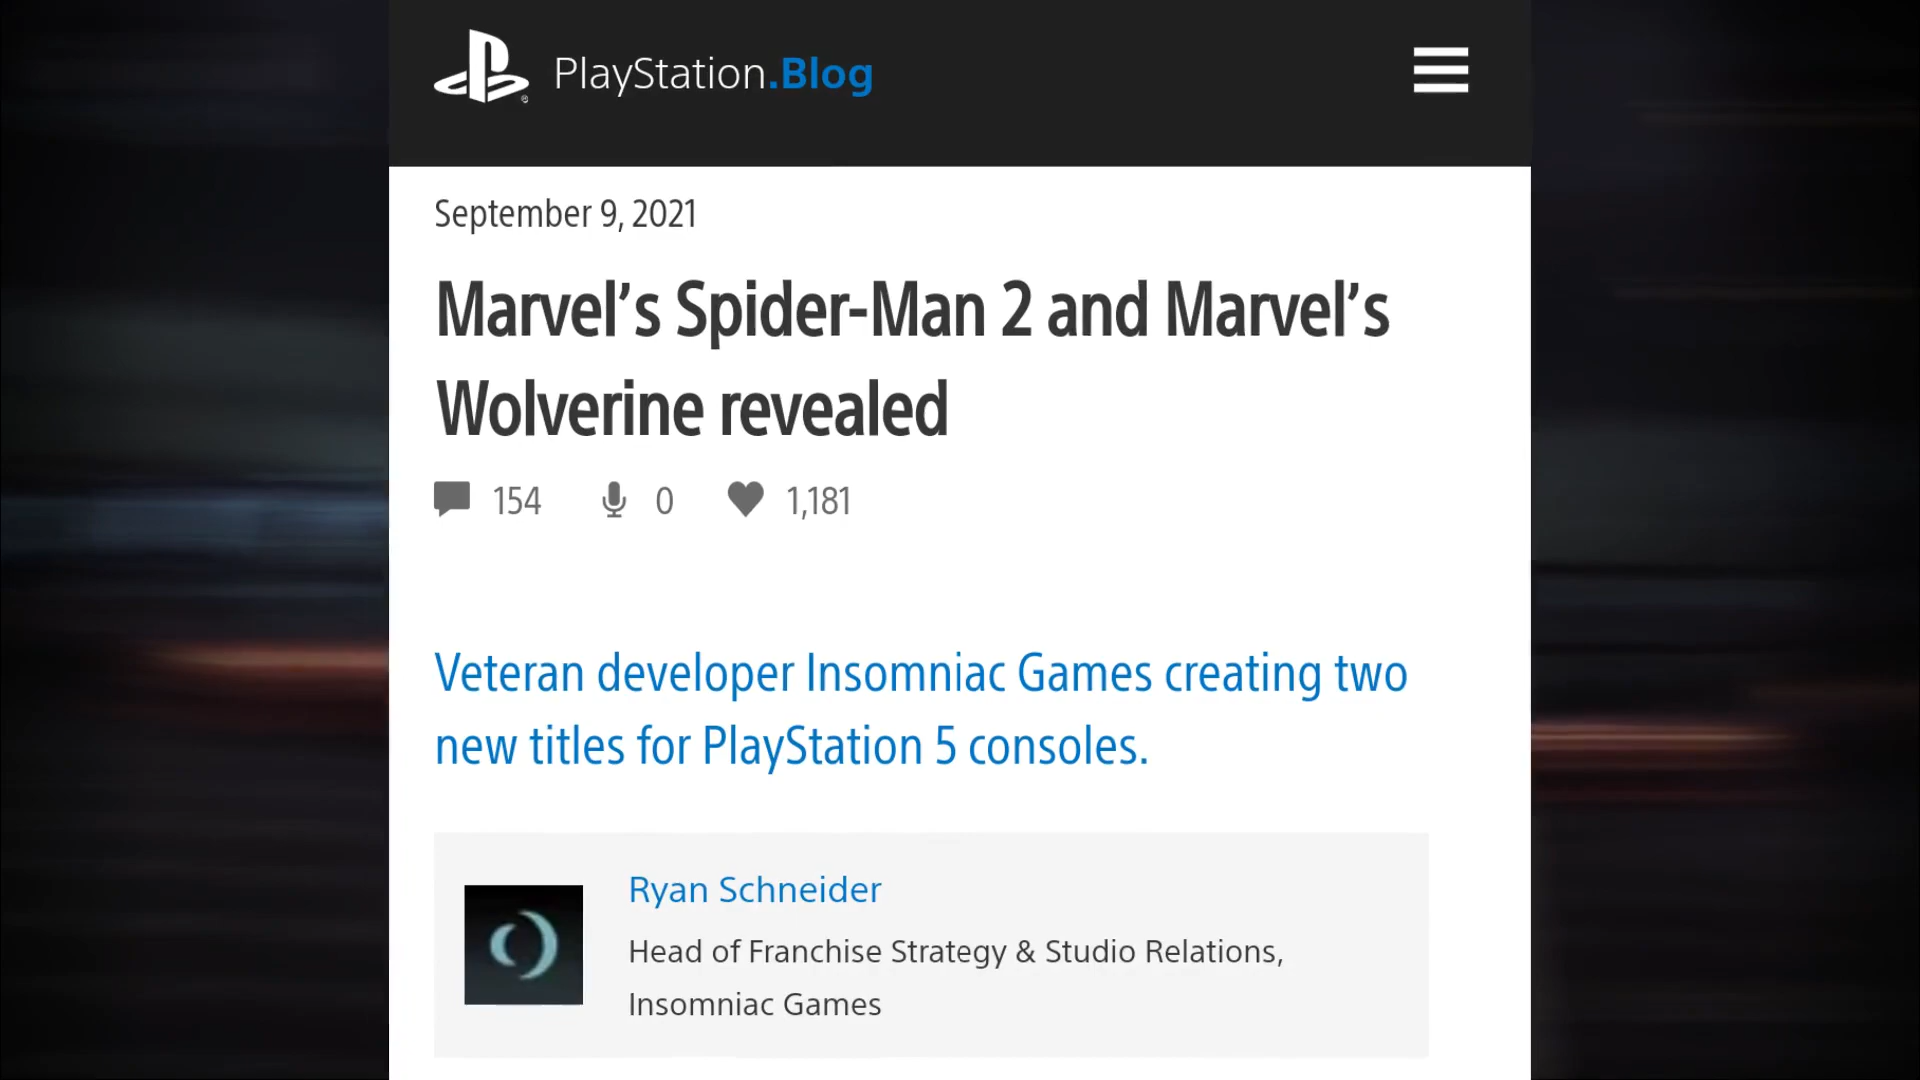 PlayStation.Blog
September 9, 2021
Marvel’s Spider-Man 2 and Marvel’s
Wolverine revealed
154 0 1,181
Veteran developer Insomniac Games creating two
new titles for PlayStation 5 consoles.
Ryan Schneider
Head of Franchise Strategy & Studio Relations,
Insomniac Games